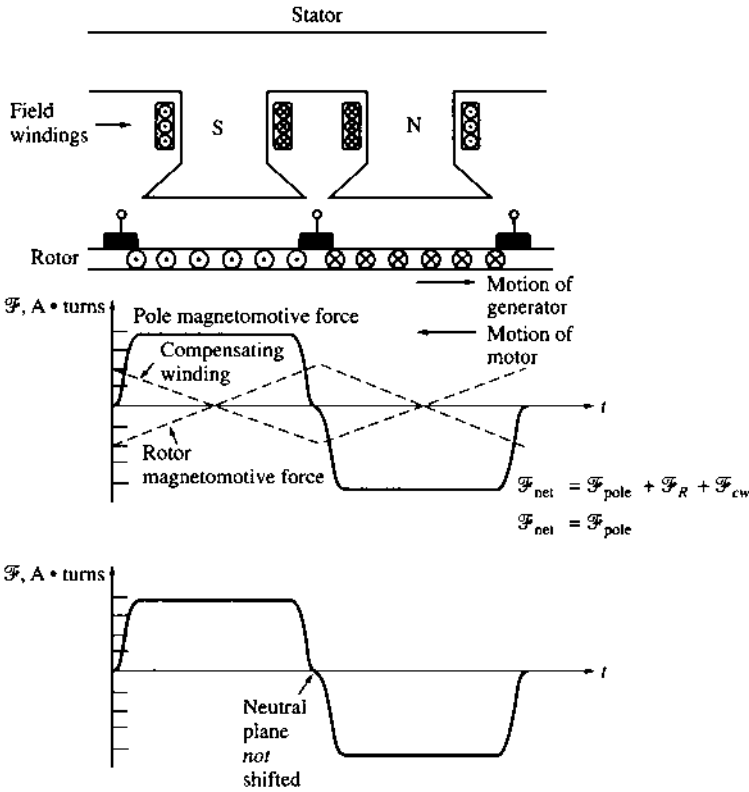 Stator
Field
windings
S
N
Rotor
Motion of
generator
ℱ, A • turns
Pole magnetomotive force
Motion of
motor
Compensating
winding
t
Rotor
magnetomotive force
ℱnet = ℱpole + ℱR + ℱcw
ℱnet = ℱpole
ℱ, A • turns
t
Neutral
plane
not
shifted